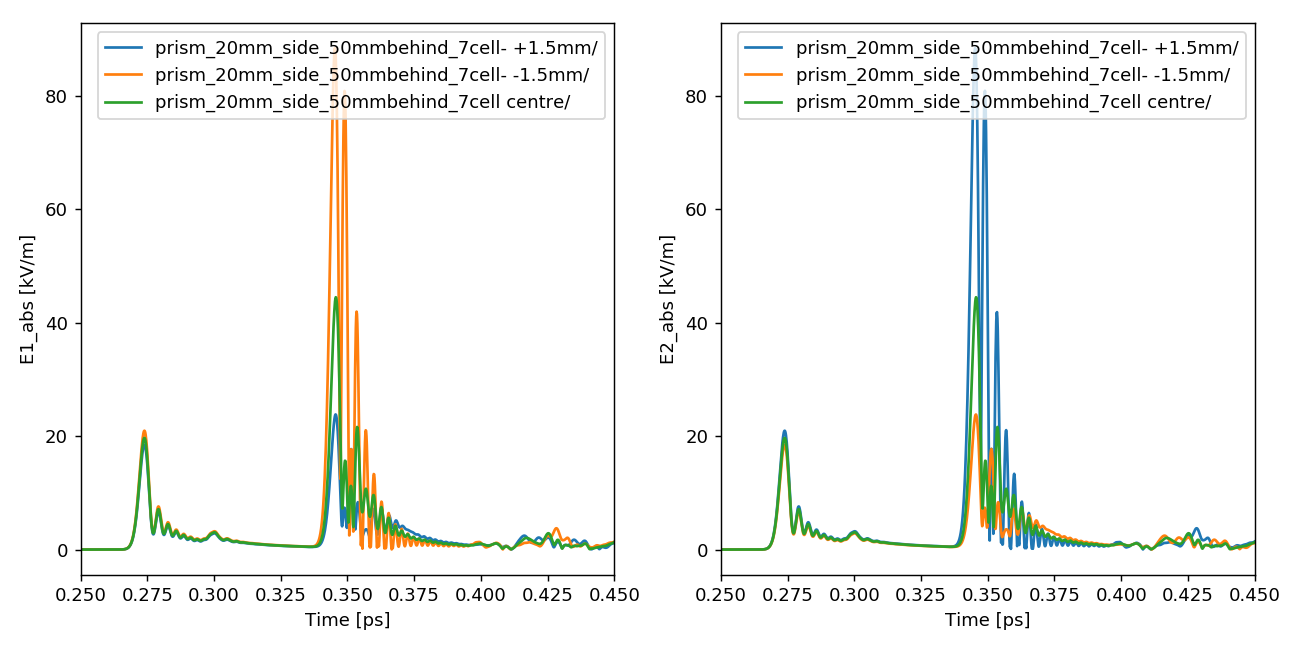 prism_20mm_side_50mmbehind_7cell- +1.5mm/
prism_20mm_side_50mmbehind_7cell- -1.5mm/
prism_20mm_side_50mmbehind_7cell centre/
80
60
40
20
0
E1_abs [kV/m]
0.250 0.275 0.300 0.325 0.350 0.375 0.400 0.425 0.450
Time [ps]
prism_20mm_side_50mmbehind_7cell- +1.5mm/
prism_20mm_side_50mmbehind_7cell- -1.5mm/
prism_20mm_side_50mmbehind_7cell centre/
80
60
40
20
0
E2_abs [kV/m]
0.250 0.275 0.300 0.325 0.350 0.375 0.400 0.425 0.450
Time [ps]